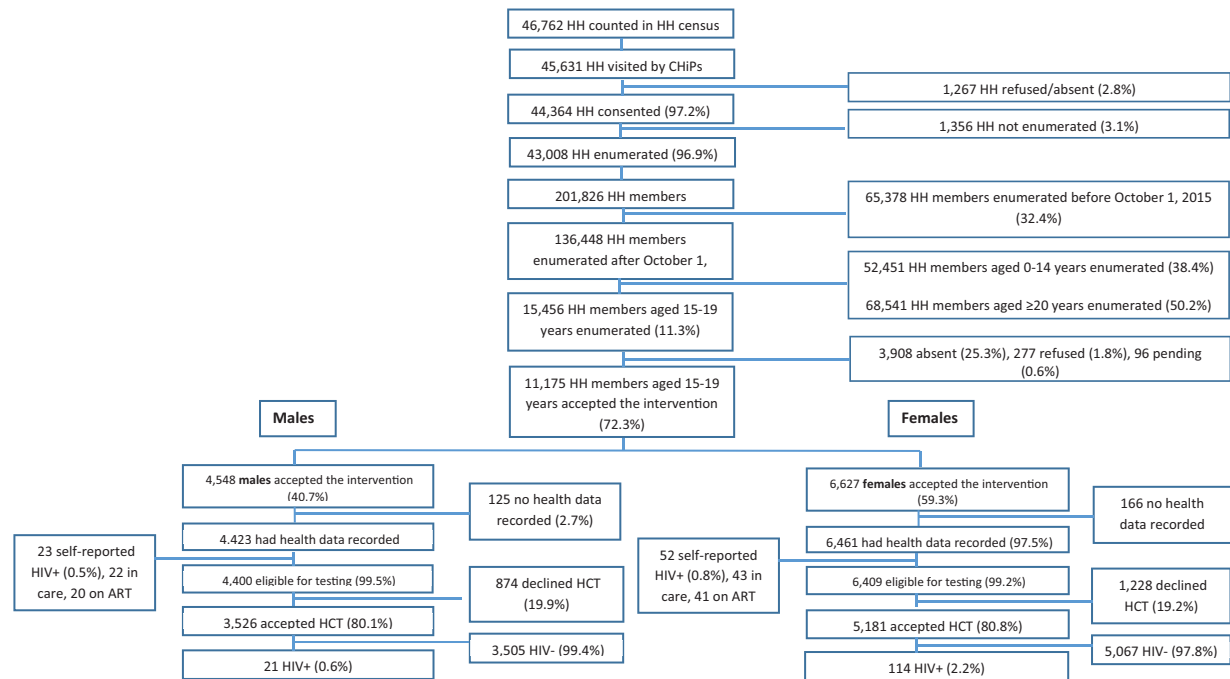 46,762 HH counted in HH census
45,631 HH visited by CHiPs
1,267 HH refused/absent (2.8%)
44,364 HH consented (97.2%)
1,356 HH not enumerated (3.1%)
43,008 HH enumerated (96.9%)
201,826 HH members
65,378 HH members enumerated before October 1, 2015
(32.4%)
136,448 HH members
enumerated after October 1,
52,451 HH members aged 0-14 years enumerated (38.4%)
68,541 HH members aged ≥20 years enumerated (50.2%)
15,456 HH members aged 15-19
years enumerated (11.3%)
3,908 absent (25.3%), 277 refused (1.8%), 96 pending
(0.6%)
11,175 HH members aged 15-19
years accepted the intervention
(72.3%)
Males
Females
4,548 males accepted the intervention
(40.7%)
125 no health data
recorded (2.7%)
4.423 had health data recorded
23 self-reported
HIV+ (0.5%), 22 in
care, 20 on ART
4,400 eligible for testing (99.5%)
874 declined HCT
(19.9%)
3,526 accepted HCT (80.1%)
3,505 HIV- (99.4%)
21 HIV+ (0.6%)
6,627 females accepted the intervention
(59.3%)
166 no health
data recorded
6,461 had health data recorded (97.5%)
52 self-reported
HIV+ (0.8%), 43 in
care, 41 on ART
6,409 eligible for testing (99.2%)
1,228 declined
HCT (19.2%)
5,181 accepted HCT (80.8%)
5,067 HIV- (97.8%)
114 HIV+ (2.2%)